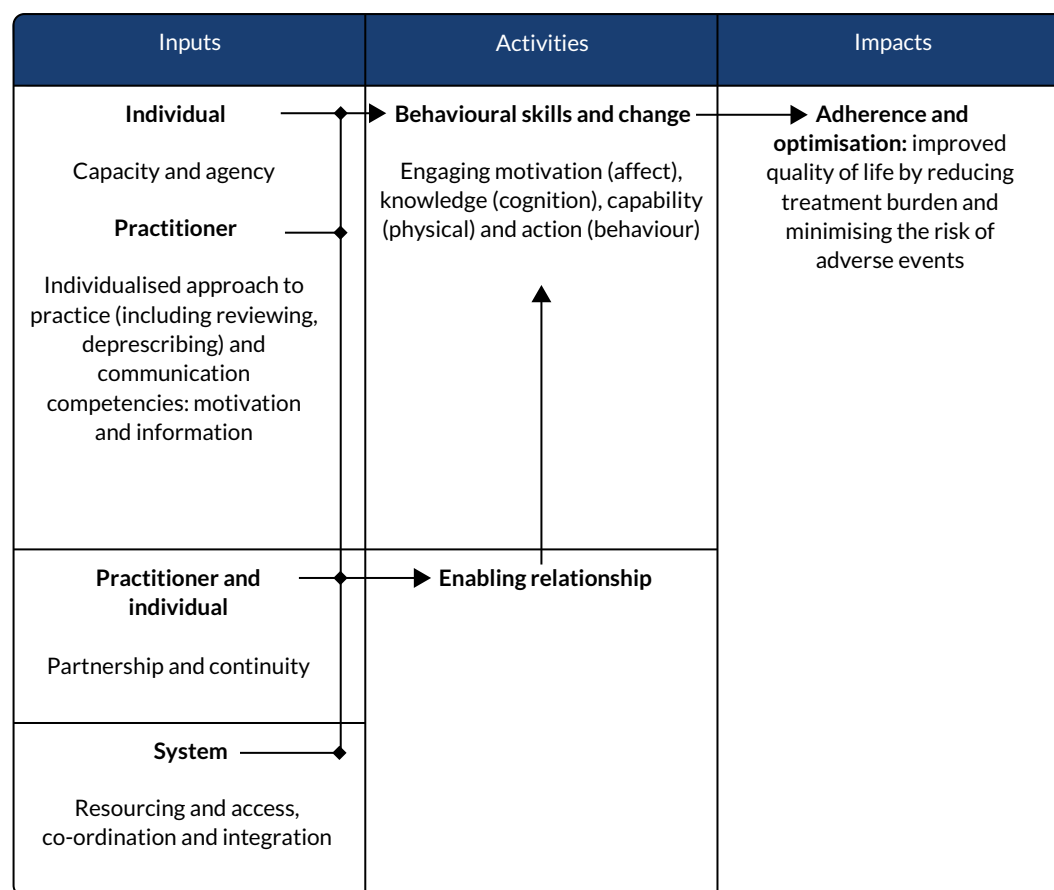 Inputs
Activities
Impacts
Individual
Capacity and agency
Practitioner
Individualised approach to
practice (including reviewing,
deprescribing) and
communication
competencies: motivation
and information
Behavioural skills and change
Engaging motivation (affect),
knowledge (cognition), capability
(physical) and action (behaviour)
Adherence and
optimisation: improved
quality of life by reducing
treatment burden and
minimising the risk of
adverse events
Practitioner and
individual
Partnership and continuity
Enabling relationship
System
Resourcing and access,
co-ordination and integration